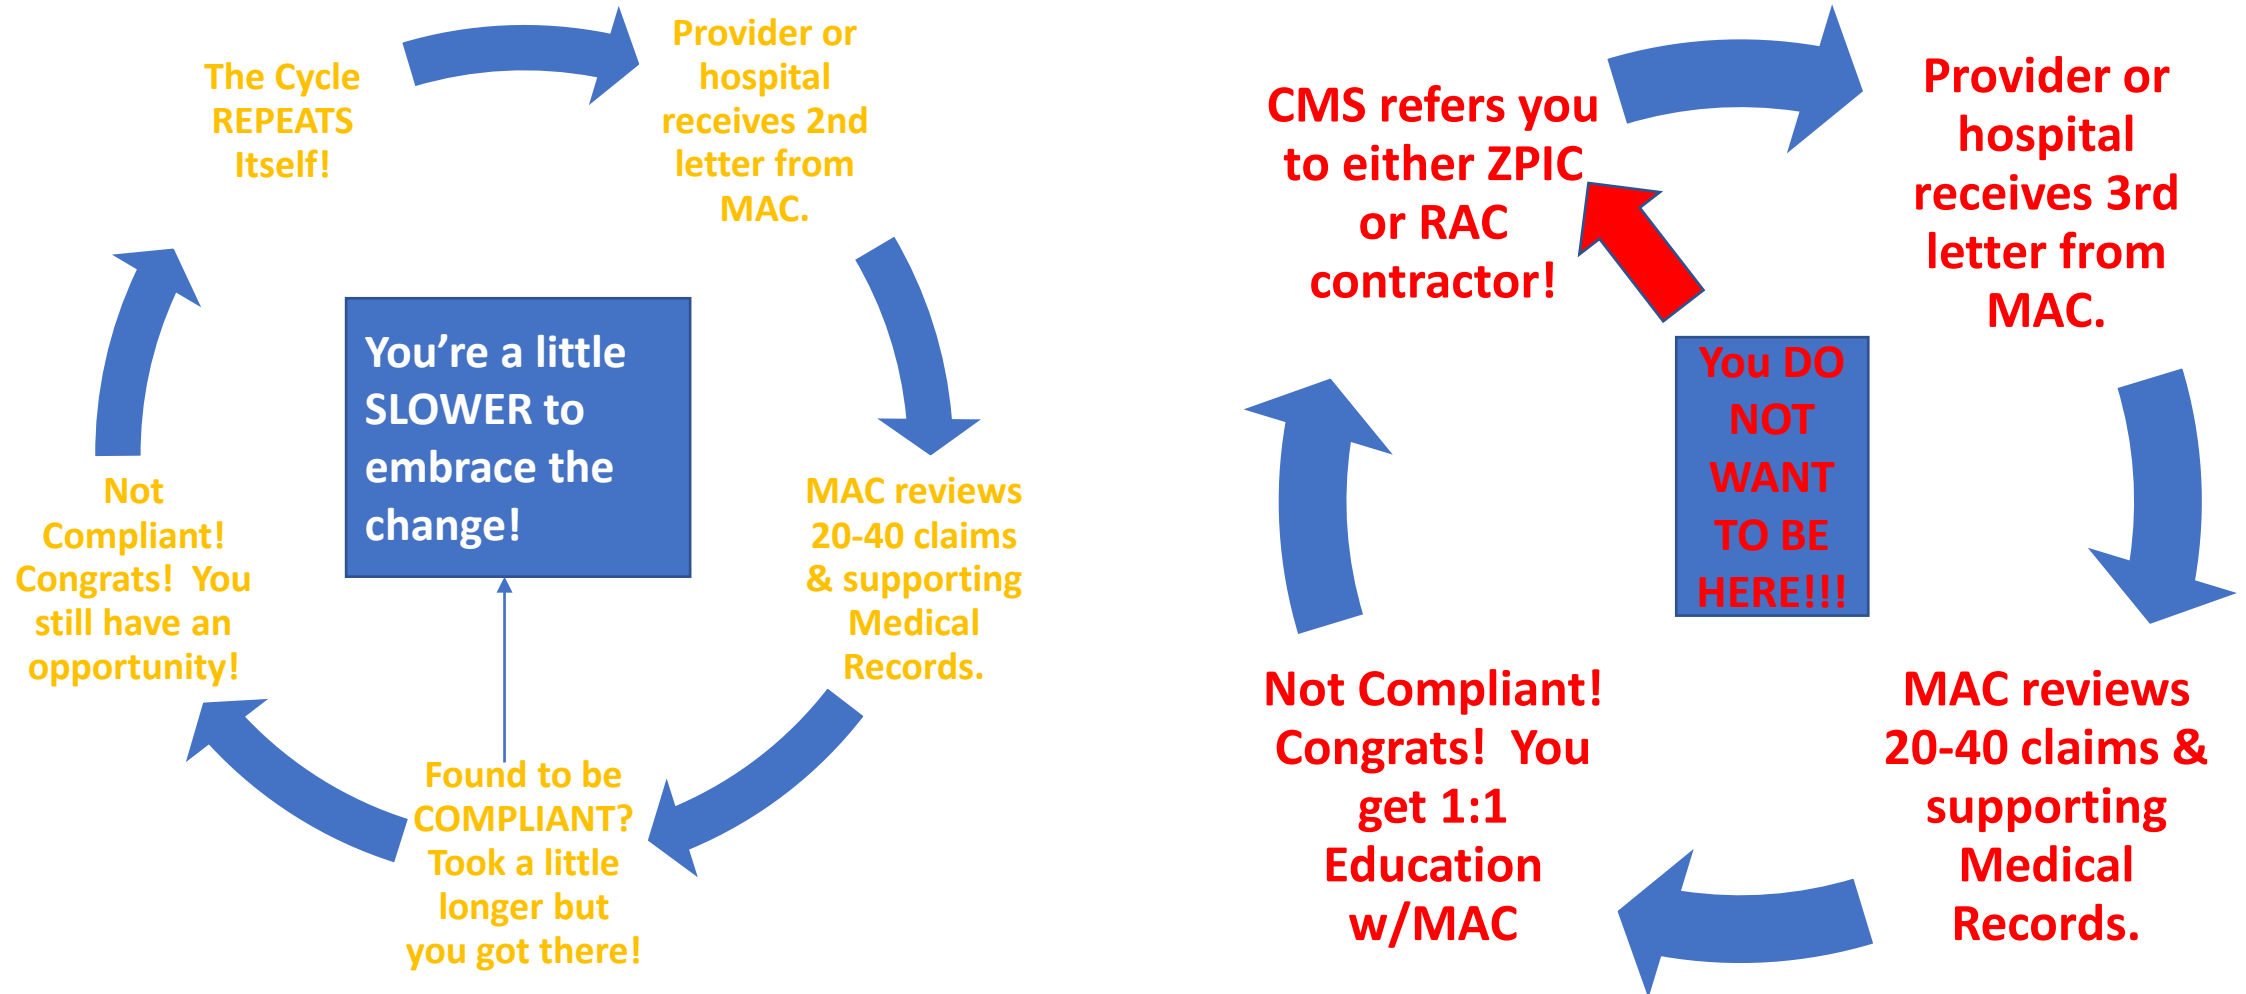 The Cycle
REPEATS
Itself!
Provider or
hospital
receives 2nd
letter from
MAC.
MAC reviews
20-40 claims
& supporting
Medical
Records.
Found to be
COMPLIANT?
Took a little
longer but
you got there!
Not
Compliant!
Congrats!  You
still have an
opportunity!
You’re a little
SLOWER to
embrace the
change!
CMS refers you
to either ZPIC
or RAC
contractor!
Provider or
hospital
receives 3rd
letter from
MAC.
MAC reviews
20-40 claims &
supporting
Medical
Records.
Not Compliant!
Congrats!  You
get 1:1
Education
w/MAC
You DO
NOT
WANT
TO BE
HERE!!!